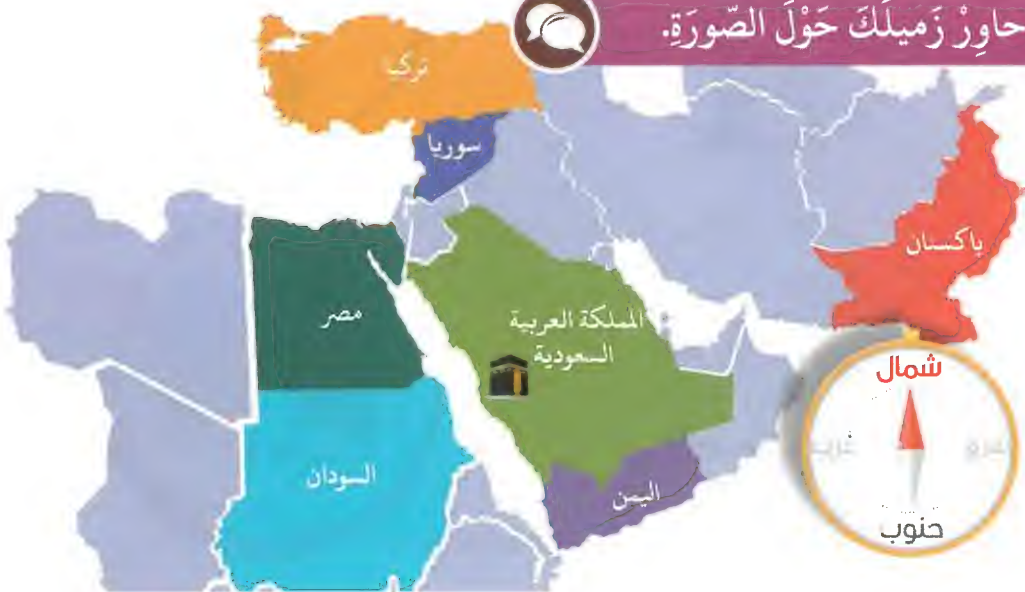 حاوِرْ زَميلَكَ حَوْلَ الصّورَةِ.
تركيا
سوريا
باكستان
مصر
المملكة العربية
السعودية
شمال
السودان
اليمن
جنوب